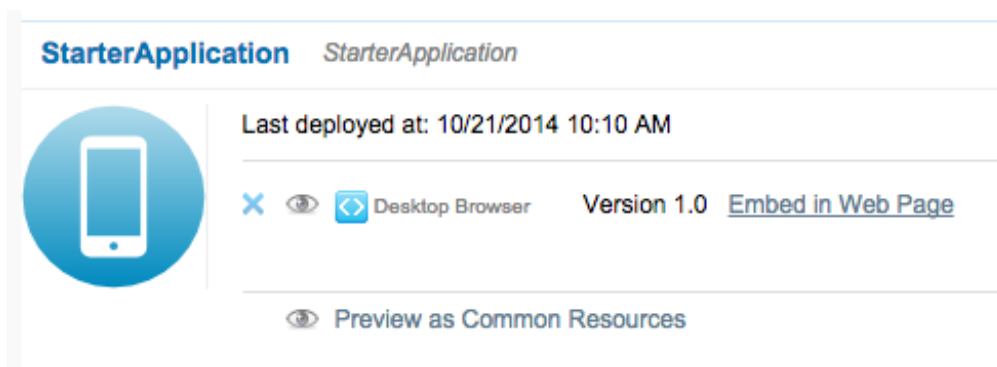 StarterApplication StarterApplication
Last deployed at: 10/21/2014 10:10 AM
Desktop Browser Version 1.0 Embed in Web Page
Preview as Common Resources